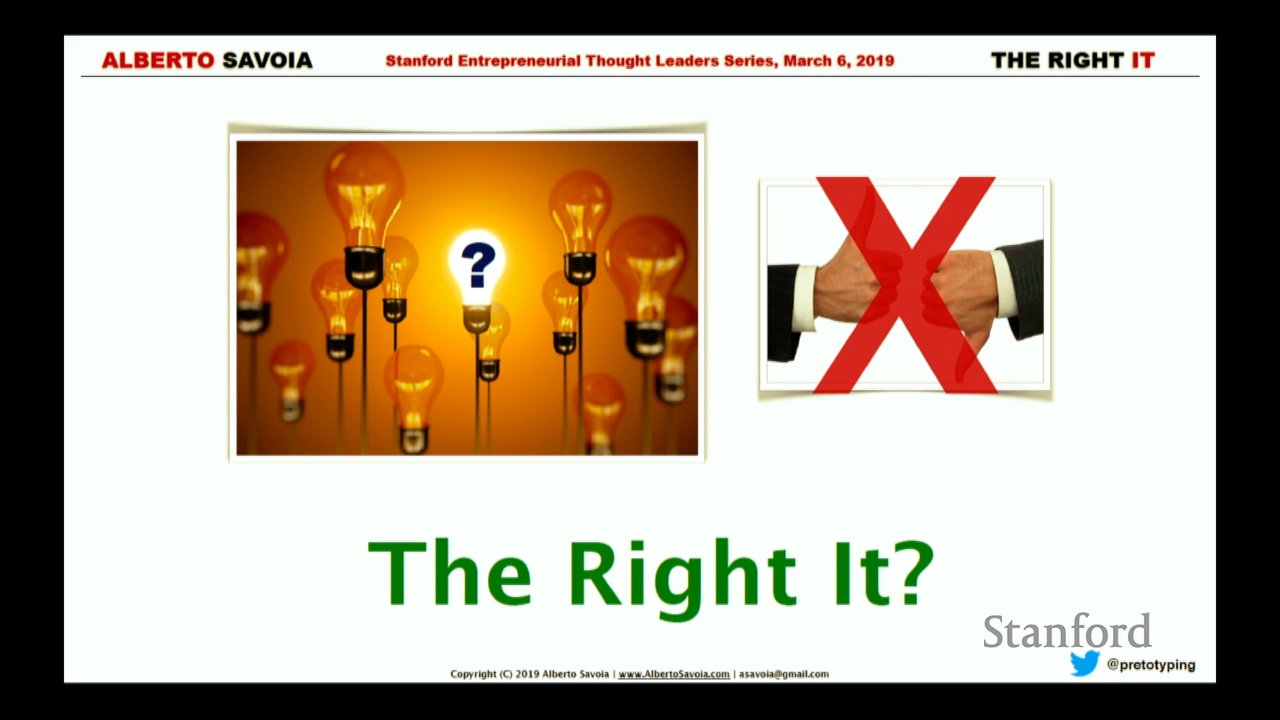 ALBERTO SAVOIA
Stanford Entrepreneurial Thought Leaders Series, March 6, 2019
THE RIGHT IT
?
The Right It?
Stanford
@pretotyping
Copyright (C) 2019 Alberto Savoia | www.AlbertoSavoia.com | asavoia@gmail.com